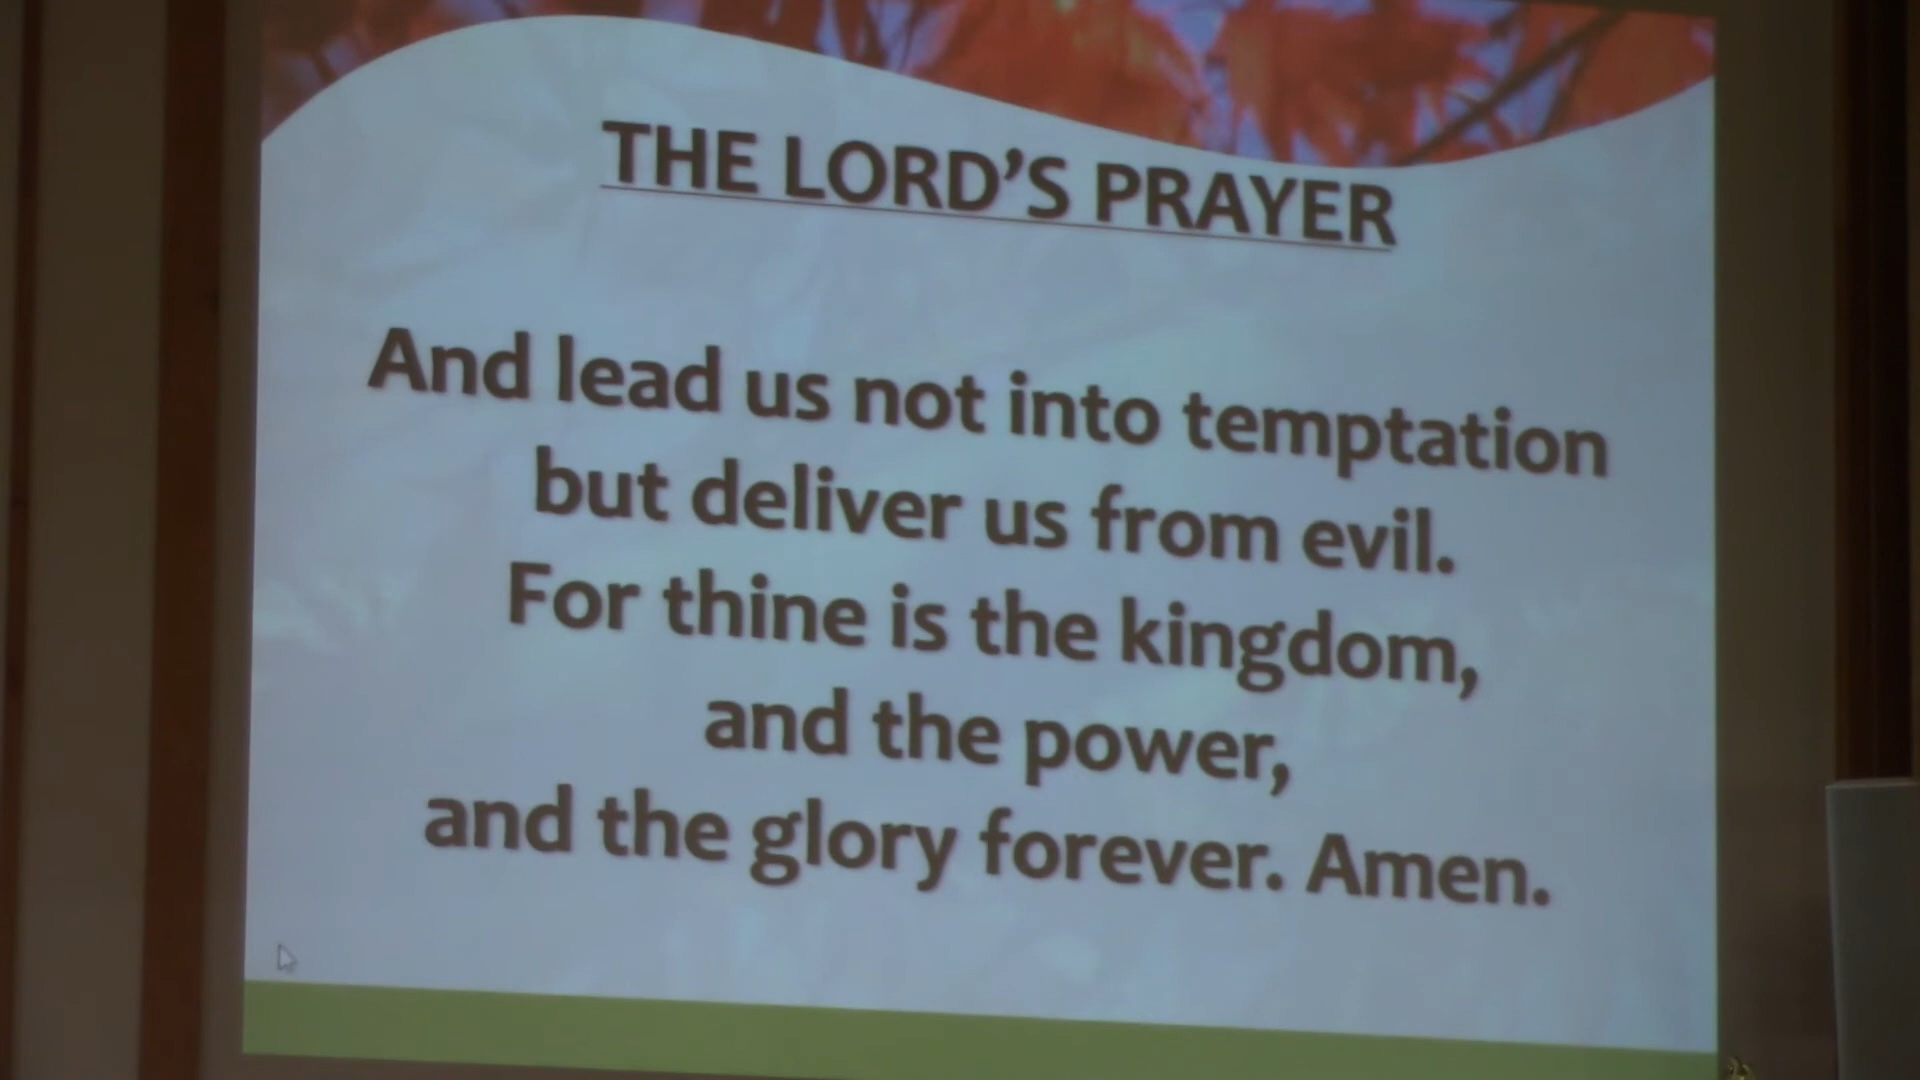 THE LORD’S PRAYER
And lead us not into temptation
but deliver us from evil.
For thine is the kingdom,
and the power,
and the glory forever. Amen.